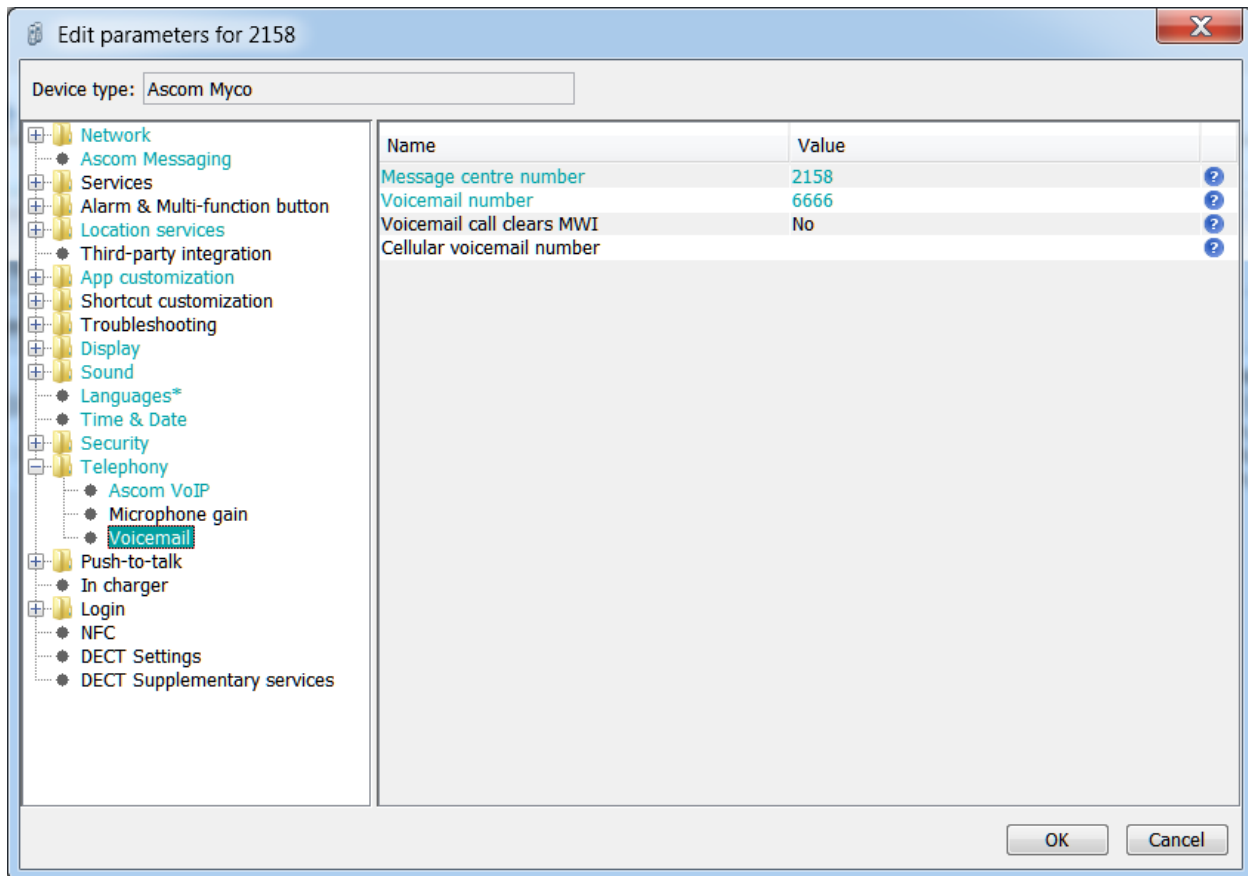 Edit parameters for 2158
Device type: Ascom Myco
Network
Ascom Messaging
Services
Alarm & Multi-function button
Location services
Third-party integration
App customization
Shortcut customization
Troubleshooting
Display
Sound
Languages*
Time & Date
Security
Telephony
Ascom VoIP
Microphone gain
Voicemail
Push-to-talk
In charger
Login
NFC
DECT Settings
DECT Supplementary services
Name Value
Message centre number 2158
Voicemail number 6666
Voicemail call clears MWI No
Cellular voicemail number
OK Cancel